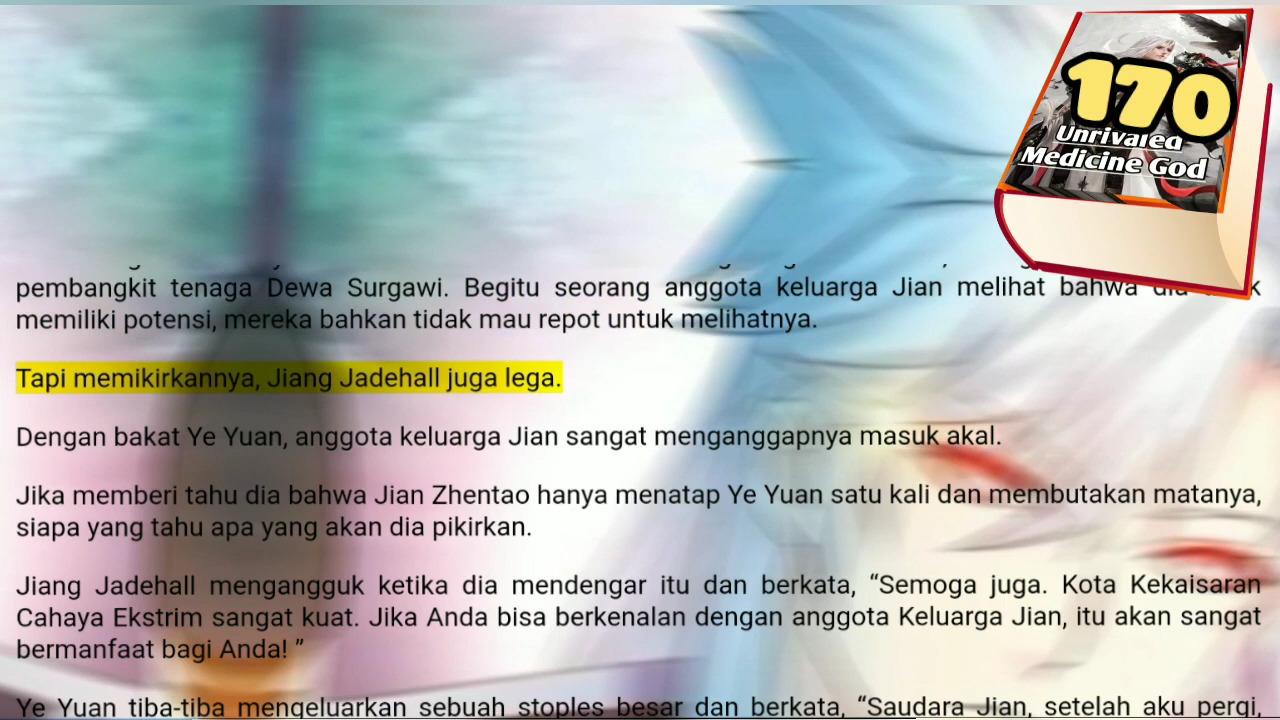 170
Unrivaled
Medicine God
pembangkit tenaga Dewa Surgawi. Begitu seorang anggota keluarga Jian melihat bahwa
memiliki potensi, mereka bahkan tidak mau repot untuk melihatnya.
Tapi memikirkannya, Jiang Jadehall juga lega.
Dengan bakat Ye Yuan, anggota keluarga Jian sangat menganggapnya masuk akal.
Jika memberi tahu dia bahwa Jian Zhentao hanya menatap Ye Yuan satu kali dan membutakan matanya,
siapa yang tahu apa yang akan dia pikirkan.
Jiang Jadehall mengangguk ketika dia mendengar itu dan berkata, “Semoga juga. Kota Kekaisaran
Cahaya Ekstrim sangat kuat. Jika Anda bisa berkenalan dengan anggota Keluarga Jian, itu akan sangat
bermanfaat bagi Anda! ”
Ye Yuan tiba-tiba mengeluarkan sebuah stoples besar dan berkata, “Saudara Jian, setelah aku pergi,